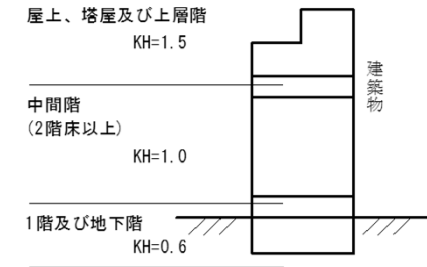 屋上、塔屋及び上層階
KH=1.5
建築物
中間階
(2階床以上)
KH=1.0
1階及び地下階
KH=0.6